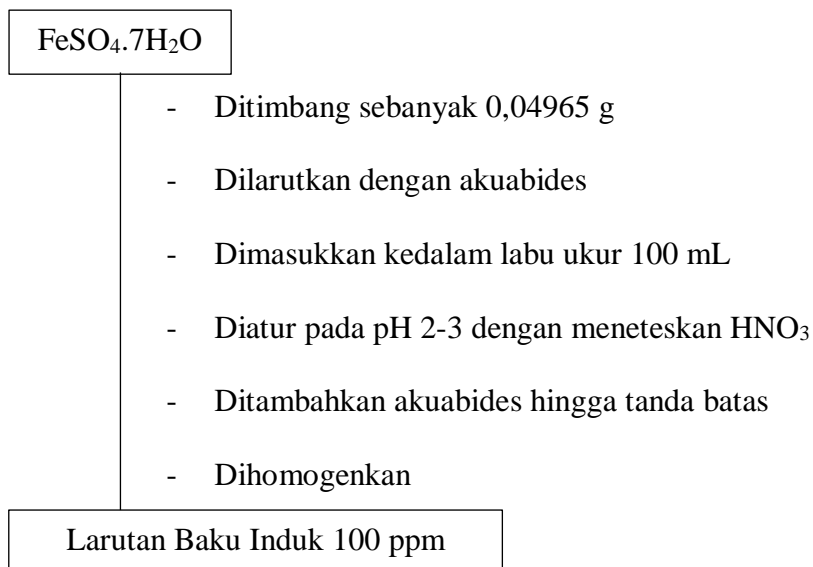 FeSO₄.7H₂O
- Ditimbang sebanyak 0,04965 g
- Dilarutkan dengan akuabides
- Dimasukkan kedalam labu ukur 100 mL
- Diatur pada pH 2-3 dengan meneteskan HNO₃
- Ditambahkan akuabides hingga tanda batas
- Dihomogenkan
Larutan Baku Induk 100 ppm